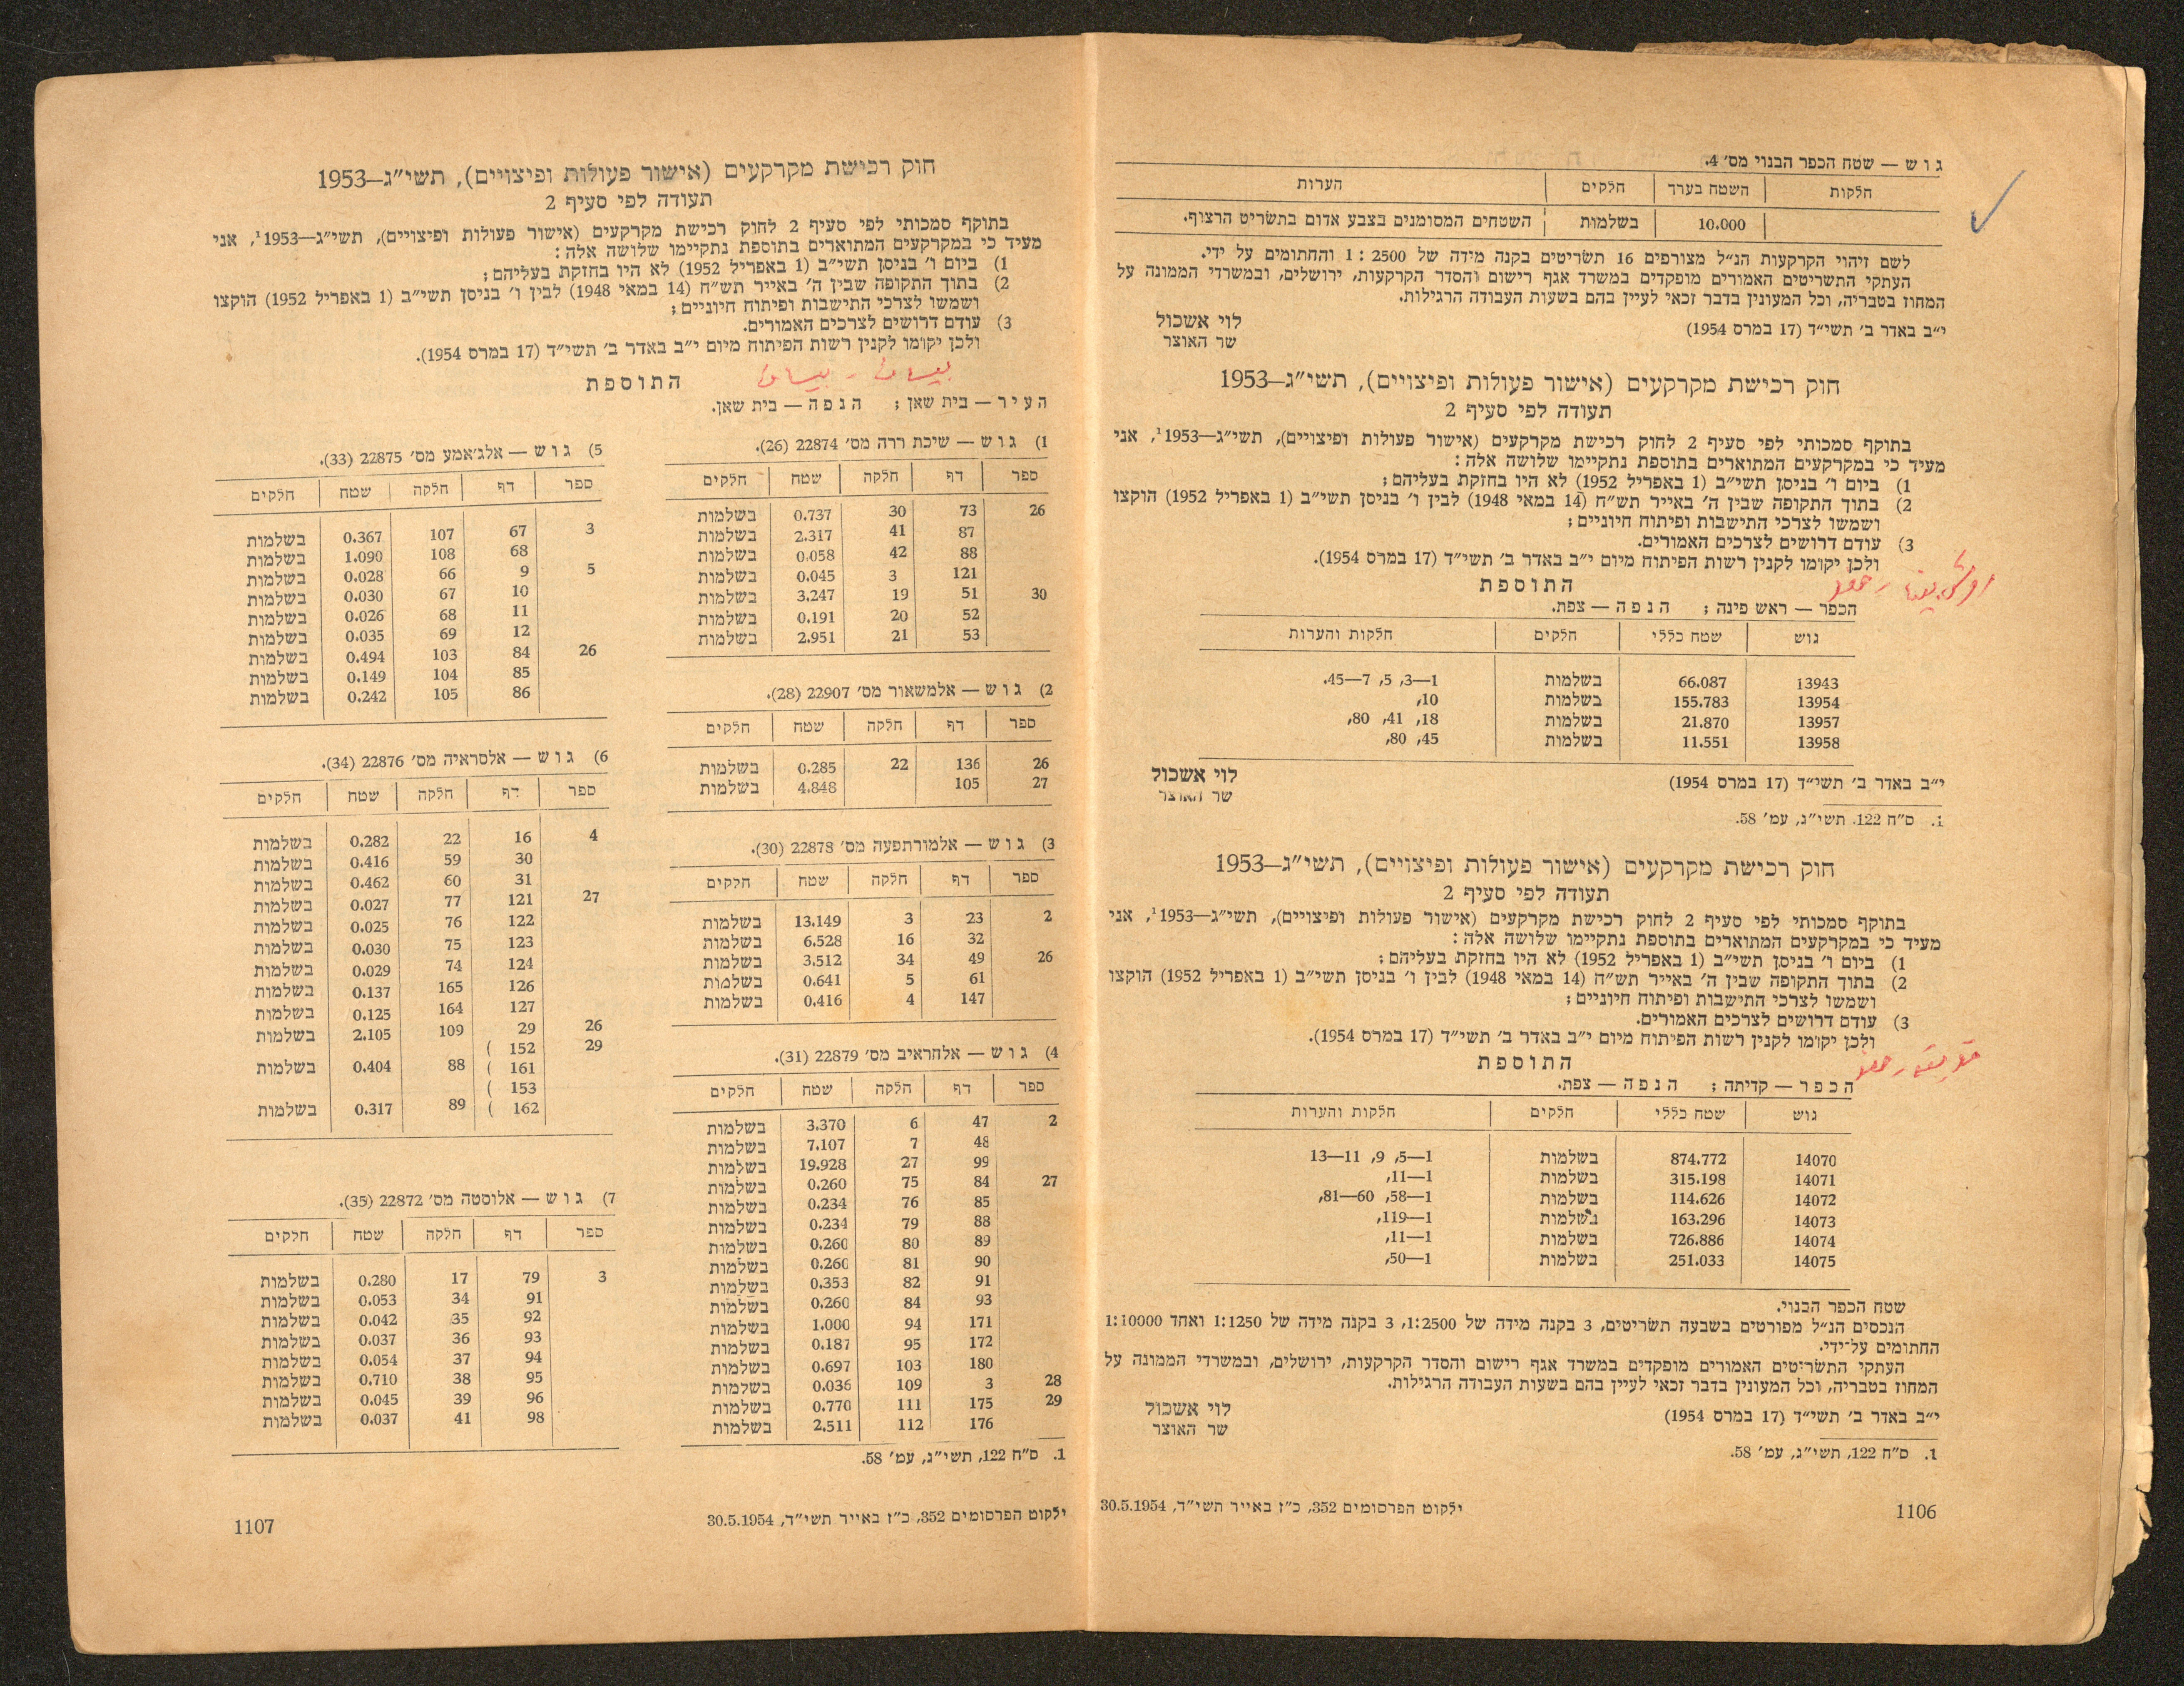 גוש — שטח הכפר הבנוי מס׳ 4.
חלקות השטח בערך חלקים הערות
10.000 בשלמות השטחים המסומנים בצבע אדום בתשריט הרצוף.
לשם זיהוי הקרקעות הנ״ל מצורפים 16 תשריטים בקנה מידה של 2500 : 1 והחתומים על ידי.
העתקי התשריטים האמורים מופקדים במשרד אגף רישום והסדר הקרקעות, ירושלים, ובמשרדי הממונה על
המחוז בטבריה, וכל המעונין בדבר זכאי לעיין בהם בשעות העבודה הרגילות.
י״ב באדר ב׳ תשי״ד (17 במרס 1954) לוי אשכול
שר האוצר
חוק רכישת מקרקעים (אישור פעולות ופיצויים), תשי״ג–1953
תעודה לפי סעיף 2
בתוקף סמכותי לפי סעיף 2 לחוק רכישת מקרקעים (אישור פעולות ופיצויים), תשי״ג—1953¹, אני
מעיד כי במקרקעים המתוארים בתוספת נתקיימו שלושה אלה:
1) ביום ו׳ בניסן תשי״ב (1 באפריל 1952) לא היו בחזקת בעליהם;
2) בתוך התקופה שבין ה׳ באייר תש״ח (14 במאי 1948) לבין ו׳ בניסן תשי״ב (1 באפריל 1952) הוקצו
ושמשו לצרכי התישבות ופיתוח חיוניים;
3) עודם דרושים לצרכים האמורים.
ולכן יקומו לקנין רשות הפיתוח מיום י״ב באדר ב׳ תשי״ד (17 במרס 1954).
התוספת
הכפר — ראש פינה; הנפה — צפת.
גוש שטח כללי חלקים חלקות והערות
13943 66.087 בשלמות 1—3, 5, 7—45.
13954 155.783 בשלמות 10,
13957 21.870 בשלמות 18, 41, 80,
13958 11.551 בשלמות 45, 80,
י״ב באדר ב׳ תשי״ד (17 במרס 1954) לוי אשכול
שר האוצר
1. ס״ח 122. תשי״ג, עמ׳ 58.
חוק רכישת מקרקעים (אישור פעולות ופיצויים), תשי״ג–1953
תעודה לפי סעיף 2
בתוקף סמכותי לפי סעיף 2 לחוק רכישת מקרקעים (אישור פעולות ופיצויים), תשי״ג—1953¹, אני
מעיד כי במקרקעים המתוארים בתוספת נתקיימו שלושה אלה:
1) ביום ו׳ בניסן תשי״ב (1 באפריל 1952) לא היו בחזקת בעליהם;
2) בתוך התקופה שבין ה׳ באייר תש״ח (14 במאי 1948) לבין ו׳ בניסן תשי״ב (1 באפריל 1952) הוקצו
ושמשו לצרכי התישבות ופיתוח חיוניים;
3) עודם דרושים לצרכים האמורים.
ולכן יקומו לקנין רשות הפיתוח מיום י״ב באדר ב׳ תשי״ד (17 במרס 1954).
התוספת
הכפר — קדיתה; הנפה — צפת.
גוש שטח כללי חלקים חלקות והערות
14070 874.772 בשלמות 1—5, 9, 11—13
14071 315.198 בשלמות 1—11,
14072 114.626 בשלמות 1—58, 60—81,
14073 163.296 בשלמות 1—119,
14074 726.886 בשלמות 1—11,
14075 251.033 בשלמות 1—50,
שטח הכפר הבנוי.
הנכסים הנ״ל מפורטים בשבעה תשריטים, 3 בקנה מידה של 1:2500, 3 בקנה מידה של 1:1250 ואחד 1:10000
החתומים על־ידי.
העתקי התשריטים האמורים מופקדים במשרד אגף רישום והסדר הקרקעות, ירושלים, ובמשרדי הממונה על
המחוז בטבריה, וכל המעונין בדבר זכאי לעיין בהם בשעות העבודה הרגילות.
י״ב באדר ב׳ תשי״ד (17 במרס 1954) לוי אשכול
שר האוצר
1. ס״ח 122, תשי״ג, עמ׳ 58.
1106 ילקוט הפרסומים 352, כ״ז באייר תשי״ד, 30.5.1954
חוק רכישת מקרקעים (אישור פעולות ופיצויים), תשי״ג–1953
תעודה לפי סעיף 2
בתוקף סמכותי לפי סעיף 2 לחוק רכישת מקרקעים (אישור פעולות ופיצויים), תשי״ג—1953¹, אני
מעיד כי במקרקעים המתוארים בתוספת נתקיימו שלושה אלה:
1) ביום ו׳ בניסן תשי״ב (1 באפריל 1952) לא היו בחזקת בעליהם;
2) בתוך התקופה שבין ה׳ באייר תש״ח (14 במאי 1948) לבין ו׳ בניסן תשי״ב (1 באפריל 1952) הוקצו
ושמשו לצרכי התישבות ופיתוח חיוניים;
3) עודם דרושים לצרכים האמורים.
ולכן יקומו לקנין רשות הפיתוח מיום י״ב באדר ב׳ תשי״ד (17 במרס 1954).
بيسان - بيسان
התוספת
העיר — בית שאן; הנפה — בית שאן.
1) גוש — שיכת ררה מס׳ 22874 (26).
ספר דף חלקה שטח חלקים
26 73 30 0.737 בשלמות
87 41 2.317 בשלמות
88 42 0.058 בשלמות
121 3 0.045 בשלמות
30 51 19 3.247 בשלמות
52 20 0.191 בשלמות
53 21 2.951 בשלמות
2) גוש — אלמשאור מס׳ 22907 (28).
ספר דף חלקה שטח חלקים
26 136 22 0.285 בשלמות
27 105 4.848 בשלמות
3) גוש — אלמורתפעה מס׳ 22878 (30).
ספר דף חלקה שטח חלקים
2 23 3 13.149 בשלמות
32 16 6.528 בשלמות
26 49 34 3.512 בשלמות
61 5 0.641 בשלמות
147 4 0.416 בשלמות
4) גוש — אלחראיב מס׳ 22879 (31).
ספר דף חלקה שטח חלקים
2 47 6 3.370 בשלמות
48 7 7.107 בשלמות
99 27 19.928 בשלמות
27 84 75 0.260 בשלמות
85 76 0.234 בשלמות
88 79 0.234 בשלמות
89 80 0.260 בשלמות
90 81 0.260 בשלמות
91 82 0.353 בשלמות
93 84 0.260 בשלמות
171 94 1.000 בשלמות
172 95 0.187 בשלמות
180 103 0.697 בשלמות
28 3 109 0.036 בשלמות
29 175 111 0.770 בשלמות
176 112 2.511 בשלמות
1. ס״ח 122, תשי״ג, עמ׳ 58.
5) גוש — אלג׳אמע מס׳ 22875 (33).
ספר דף חלקה שטח חלקים
3 67 107 0.367 בשלמות
68 108 1.090 בשלמות
5 9 66 0.028 בשלמות
10 67 0.030 בשלמות
11 68 0.026 בשלמות
12 69 0.035 בשלמות
26 84 103 0.494 בשלמות
85 104 0.149 בשלמות
86 105 0.242 בשלמות
6) גוש — אלסראיה מס׳ 22876 (34).
ספר דף חלקה שטח חלקים
4 16 22 0.282 בשלמות
30 59 0.416 בשלמות
31 60 0.462 בשלמות
27 121 77 0.027 בשלמות
122 76 0.025 בשלמות
123 75 0.030 בשלמות
124 74 0.029 בשלמות
126 165 0.137 בשלמות
127 164 0.125 בשלמות
26 29 109 2.105 בשלמות
29 152 )
161 ) 88 0.404 בשלמות
153 )
162 ) 89 0.317 בשלמות
7) גוש — אלוסטה מס׳ 22872 (35).
ספר דף חלקה שטח חלקים
3 79 17 0.280 בשלמות
91 34 0.053 בשלמות
92 35 0.042 בשלמות
93 36 0.037 בשלמות
94 37 0.054 בשלמות
95 38 0.710 בשלמות
96 39 0.045 בשלמות
98 41 0.037 בשלמות
ילקוט הפרסומים 352, כ״ז באייר תשי״ד, 30.5.1954 1107